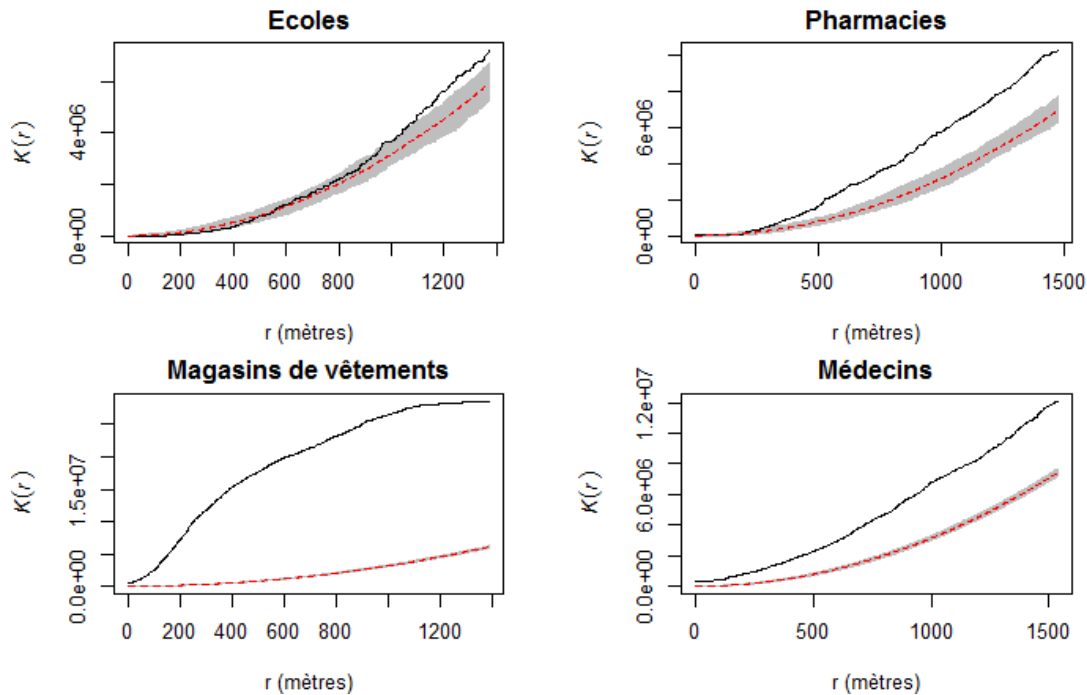 Ecoles
K(r)
0e+00 4e+06
0 200 400 600 800 1200
r (mètres)
Pharmacies
K(r)
0e+00 6e+06
0 500 1000 1500
r (mètres)
Magasins de vêtements
K(r)
0.0e+00 1.5e+07
0 200 400 600 800 1200
r (mètres)
Médecins
K(r)
0.0e+00 6.0e+06 1.2e+07
0 500 1000 1500
r (mètres)